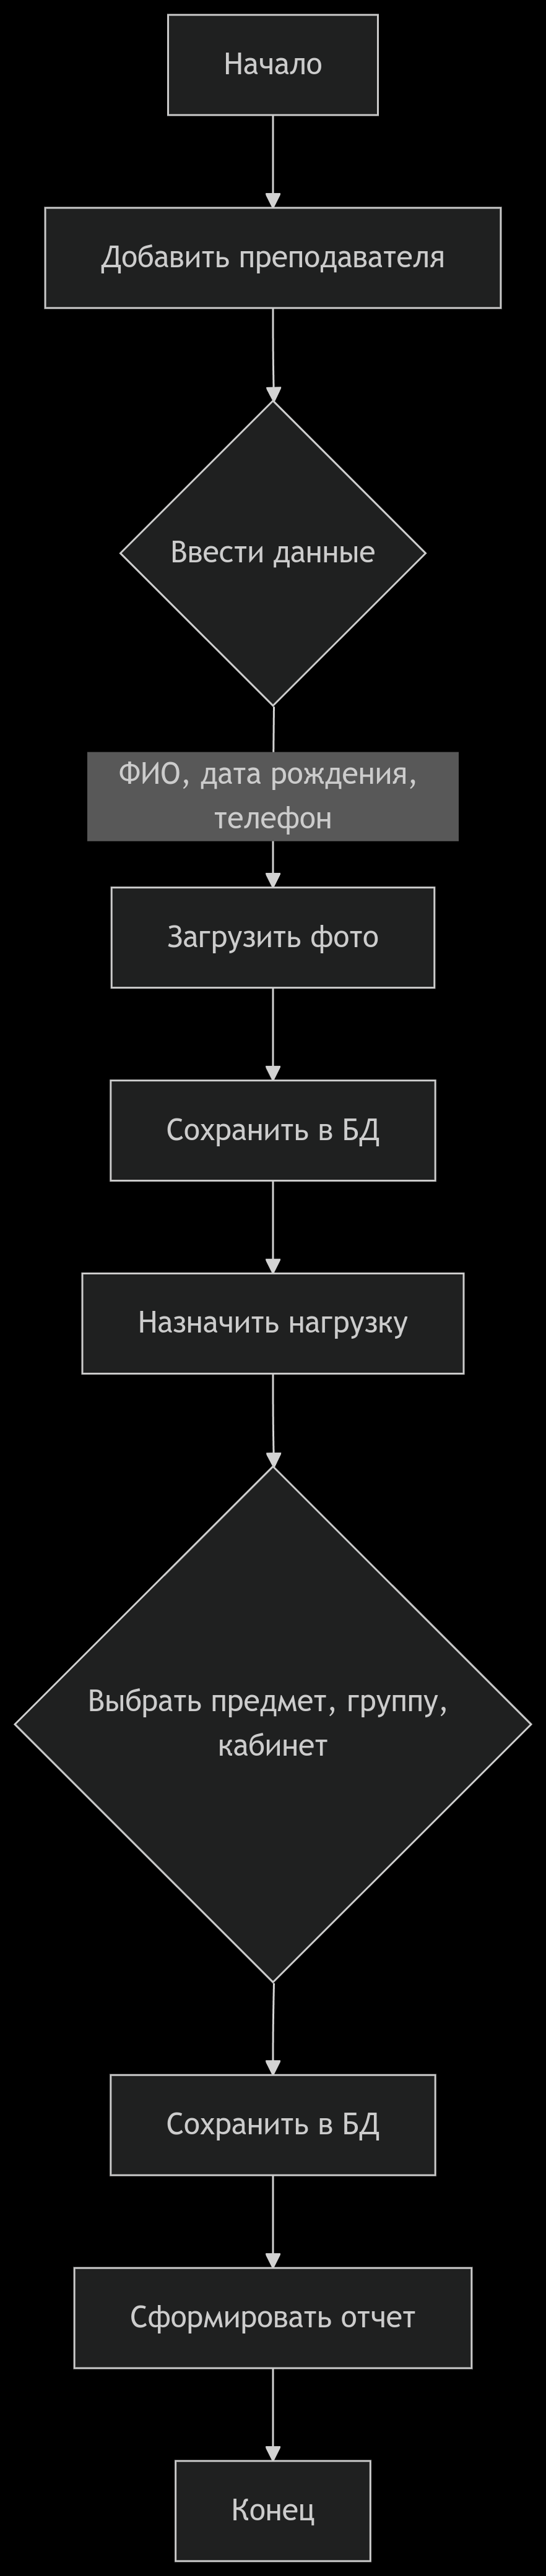 Начало
Добавить преподавателя
Ввести данные
ФИО, дата рождения,
телефон
Загрузить фото
Сохранить в БД
Назначить нагрузку
Выбрать предмет, группу,
кабинет
Сохранить в БД
Сформировать отчет
Конец